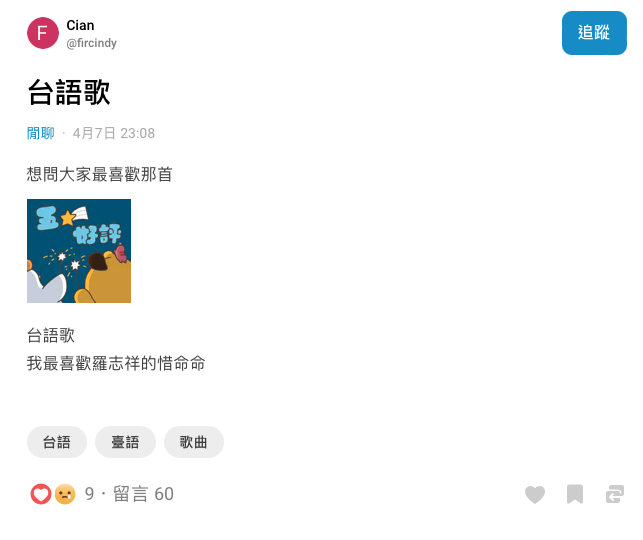 F
Cian
@fircindy
追蹤
台語歌
閒聊 · 4月7日 23:08
想問大家最喜歡那首
五
好評
台語歌
我最喜歡羅志祥的惜命命
台語 臺語 歌曲
9 · 留言 60